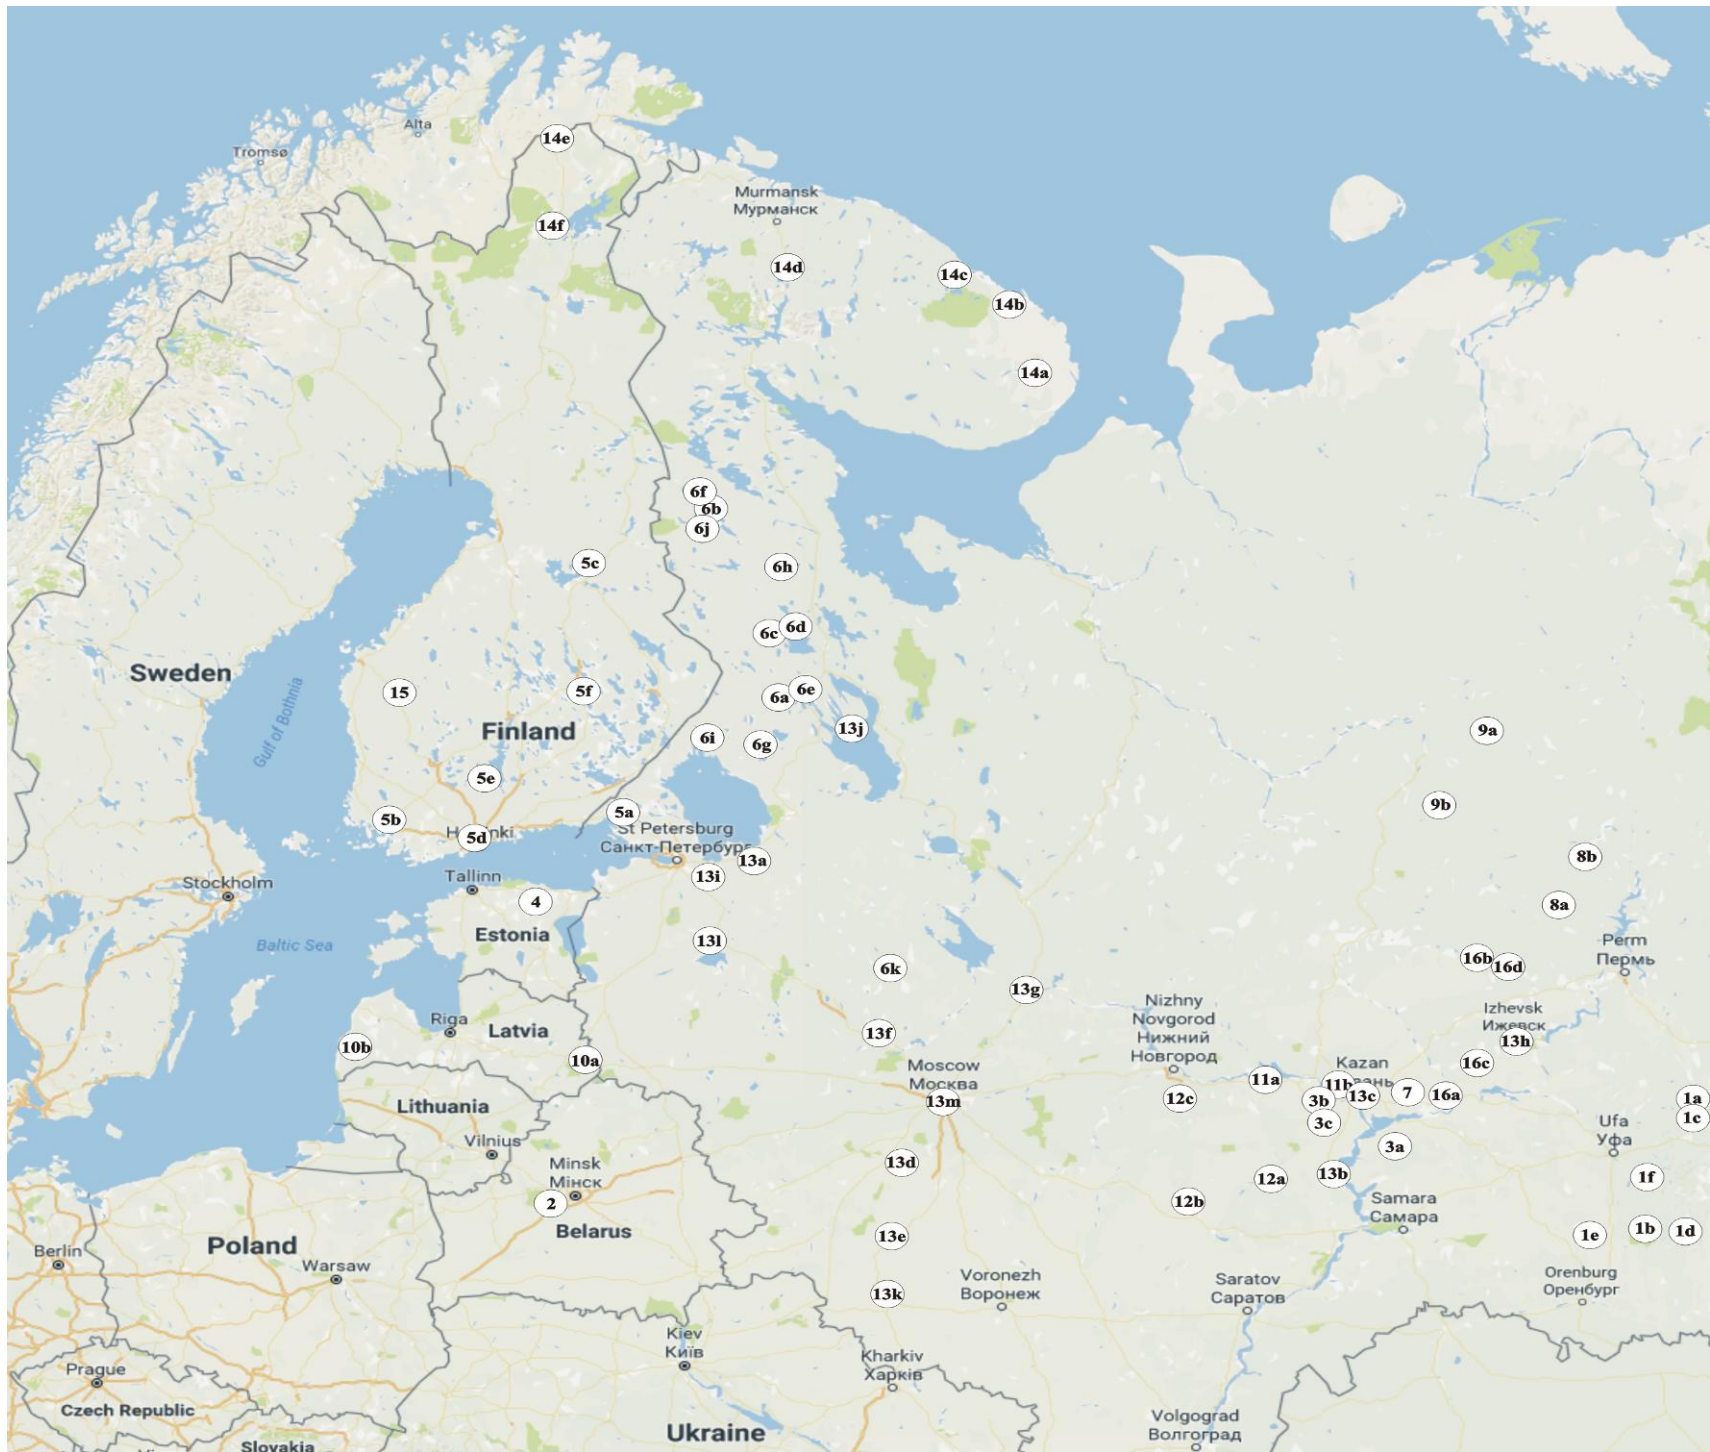 Alta
14e
Tromsø
Murmansk
Мурманск
14f
14d
14c
14b
14a
6f
6b
6j
5c
6h
6c
6d
Sweden
15
5f
6a
6e
Gulf of Bothnia
Finland
13j
9a
6i
6g
5e
9b
5b
5a
5d
St Petersburg
Санкт-Петербург
13a
8b
Tallinn
13i
Stockholm
4
8a
Estonia
13l
Baltic Sea
6k
16b
16d
Perm
Пермь
13g
Riga
Latvia
13f
Nizhny
Novgorod
Нижний
Новгород
Izhevsk
Ижевск
13h
10b
10a
Moscow
Москва
13m
16c
Kazan
11a
11b
3b
13c
7
16a
12c
1a
1c
Lithuania
3c
Ufa
Уфа
Vilnius
3a
Minsk
Мінск
13d
12a
13b
1f
2
12b
Samara
Самара
Belarus
13e
1e
1b
1d
Poland
Berlin
Warsaw
Voronezh
Воронеж
Saratov
Саратов
Orenburg
Оренбург
13k
Kiev
Київ
Kharkiv
Харків
Prague
Czech Republic
Volgograd
Волгоград
Ukraine
Slovakia